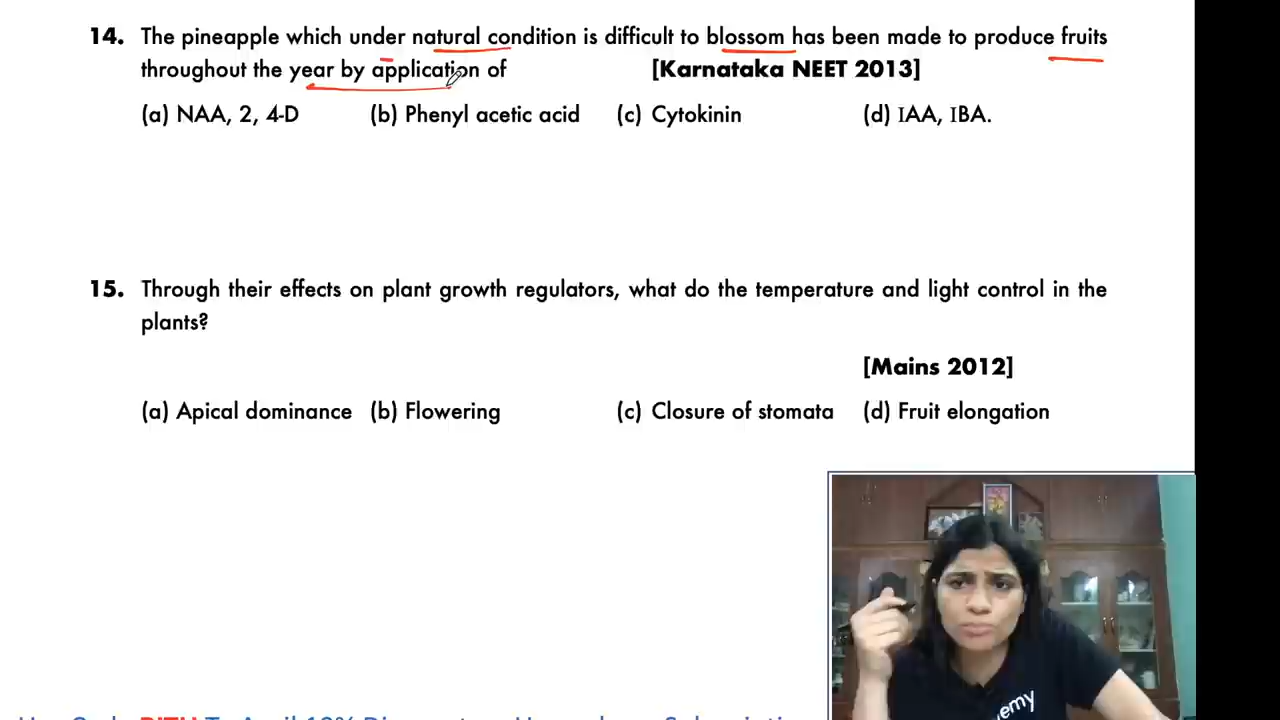 14. The pineapple which under natural condition is difficult to blossom has been made to produce fruits
throughout the year by application of [Karnataka NEET 2013]
(a) NAA, 2, 4-D (b) Phenyl acetic acid (c) Cytokinin (d) IAA, IBA.
15. Through their effects on plant growth regulators, what do the temperature and light control in the
plants?
[Mains 2012]
(a) Apical dominance (b) Flowering (c) Closure of stomata (d) Fruit elongation
emy